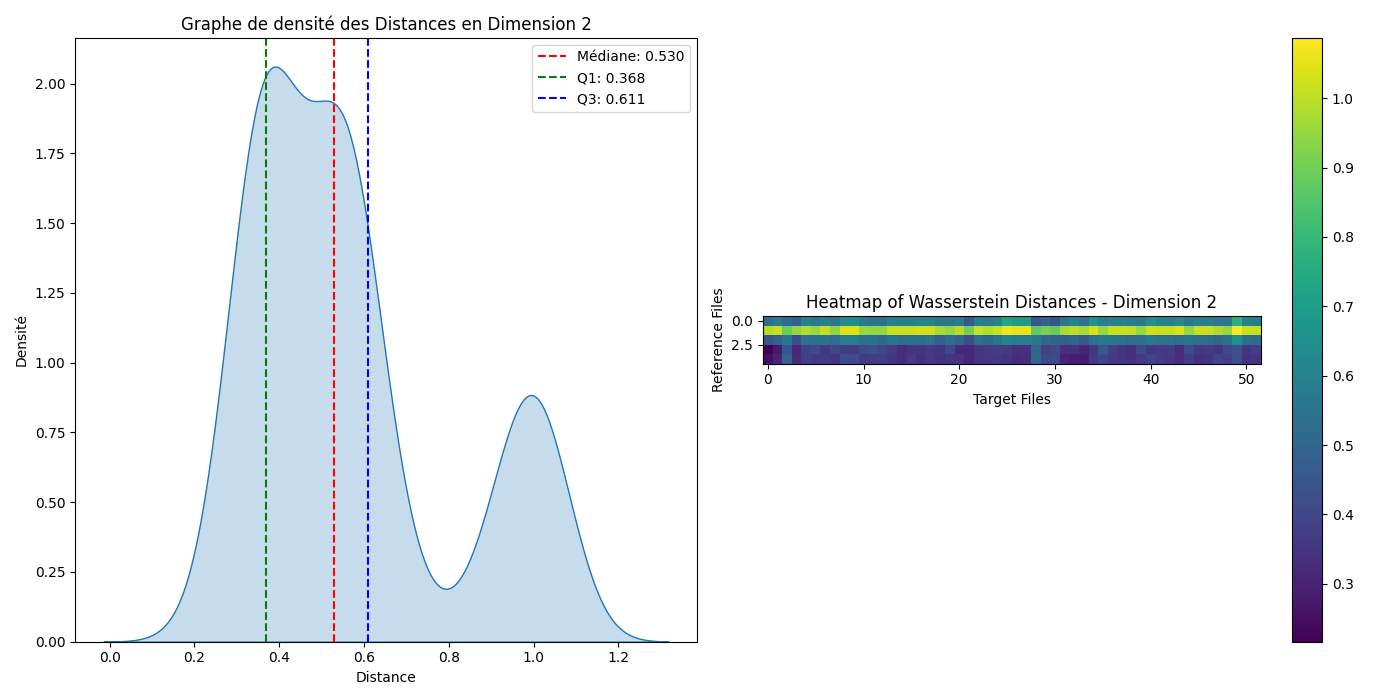 Graphe de densité des Distances en Dimension 2
Médiane: 0.530
Q1: 0.368
Q3: 0.611
2.00
1.75
1.50
1.25
1.00
0.75
0.50
0.25
0.00
Densité
0.0 0.2 0.4 0.6 0.8 1.0 1.2
Distance
Heatmap of Wasserstein Distances - Dimension 2
Reference Files
0.0
2.5
0 10 20 30 40 50
Target Files
1.0
0.9
0.8
0.7
0.6
0.5
0.4
0.3